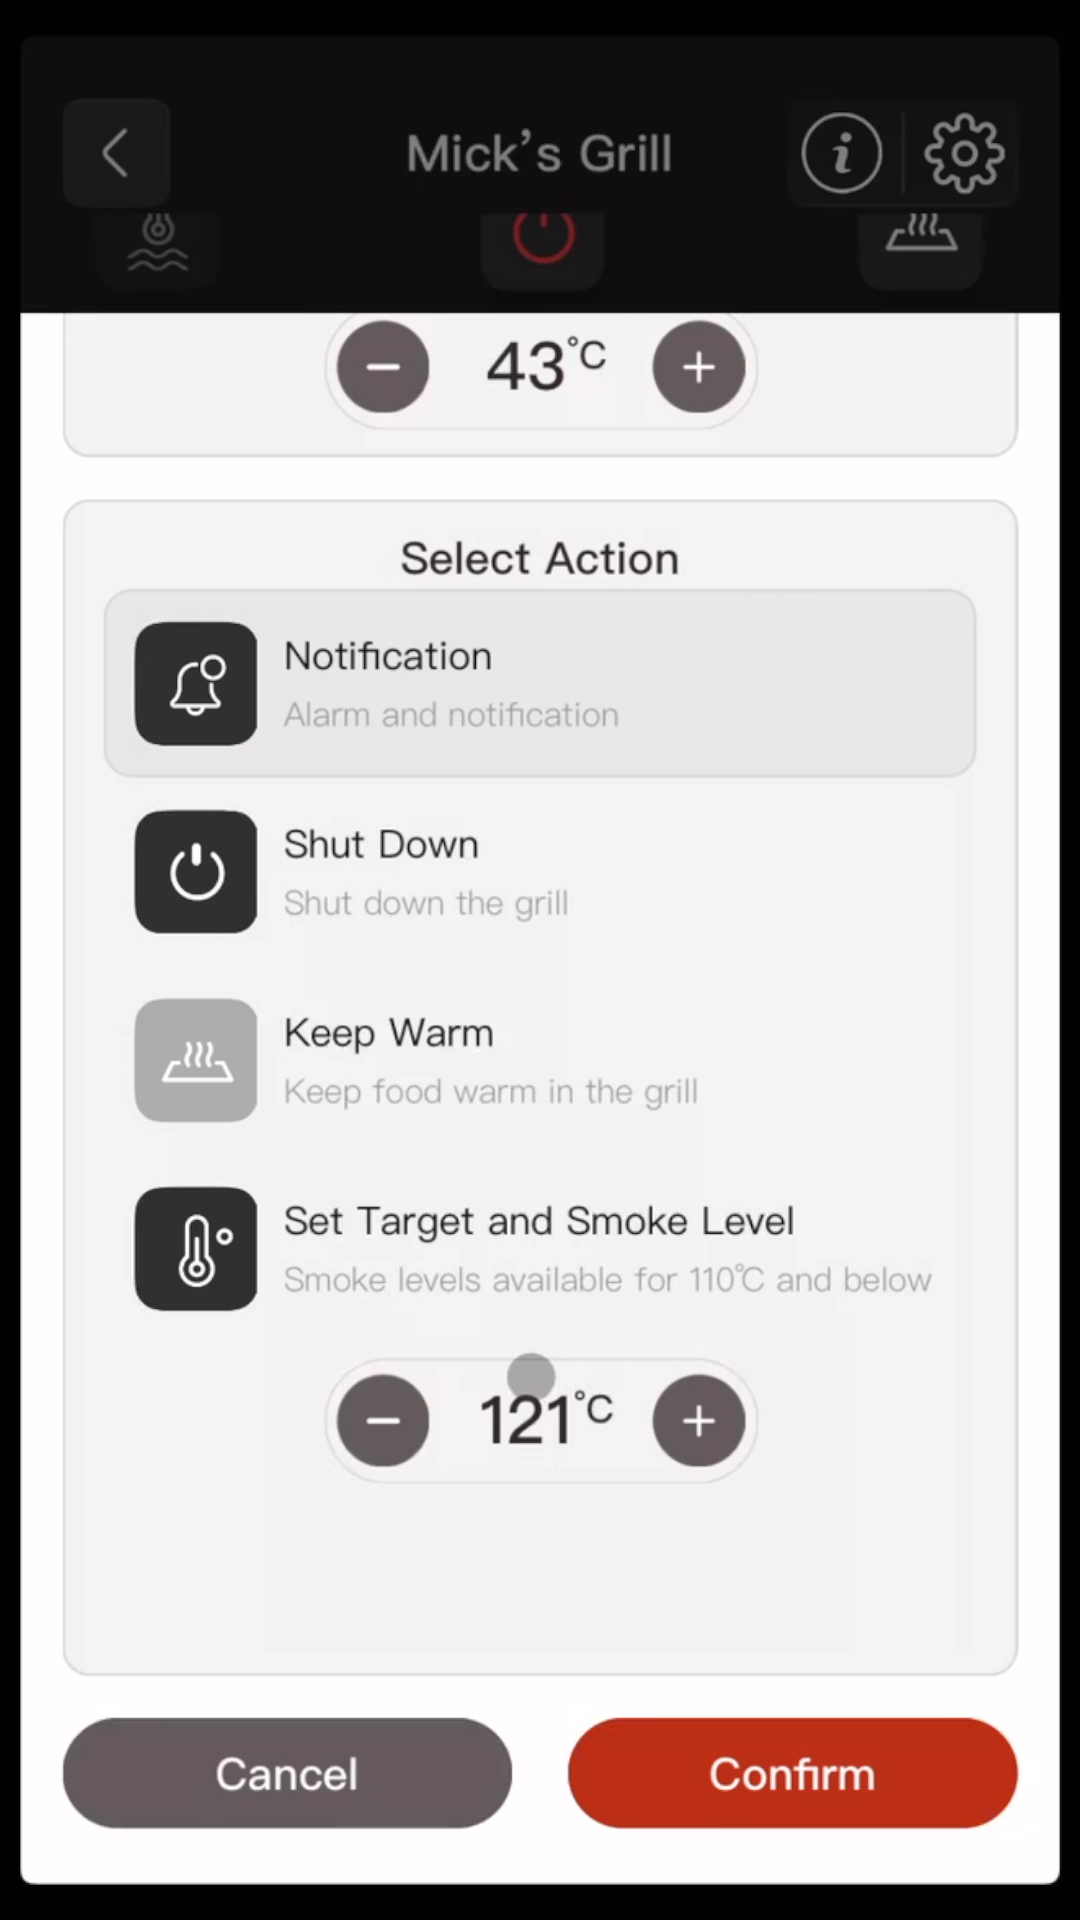 Mick's Grill
43°C
Select Action
Notification
Alarm and notification
Shut Down
Shut down the grill
Keep Warm
Keep food warm in the grill
Set Target and Smoke Level
Smoke levels available for 110°C and below
121°C
Cancel
Confirm